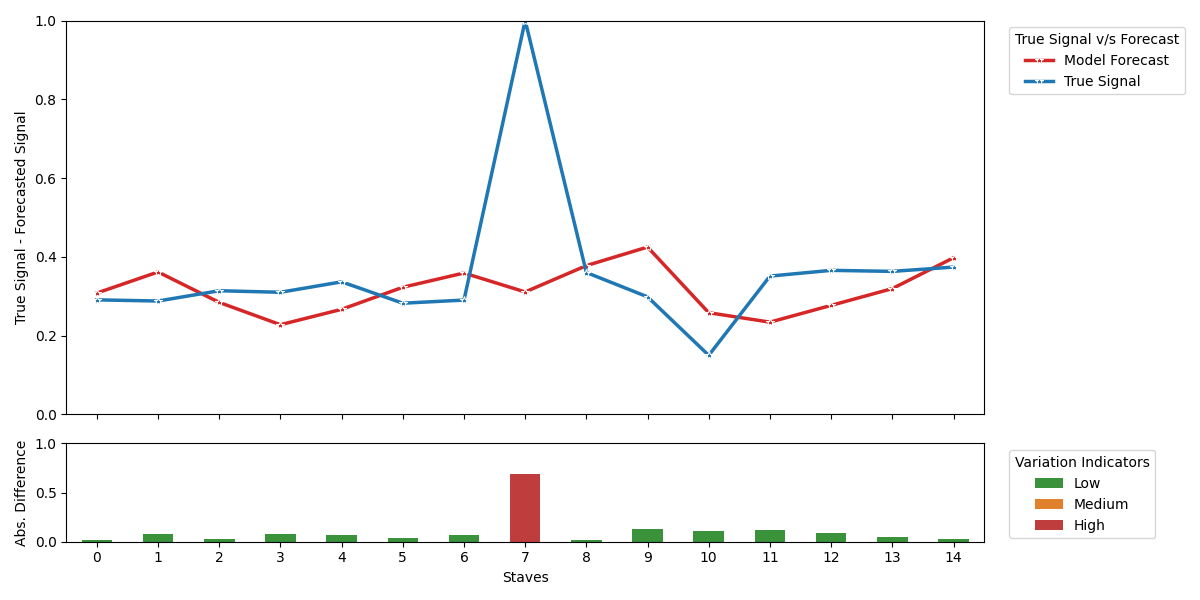 True Signal - Forecasted Signal
1.0
0.8
0.6
0.4
0.2
0.0
True Signal v/s Forecast
Model Forecast
True Signal
Abs. Difference
1.0
0.5
0.0
0 1 2 3 4 5 6 7 8 9 10 11 12 13 14
Staves
Variation Indicators
Low
Medium
High